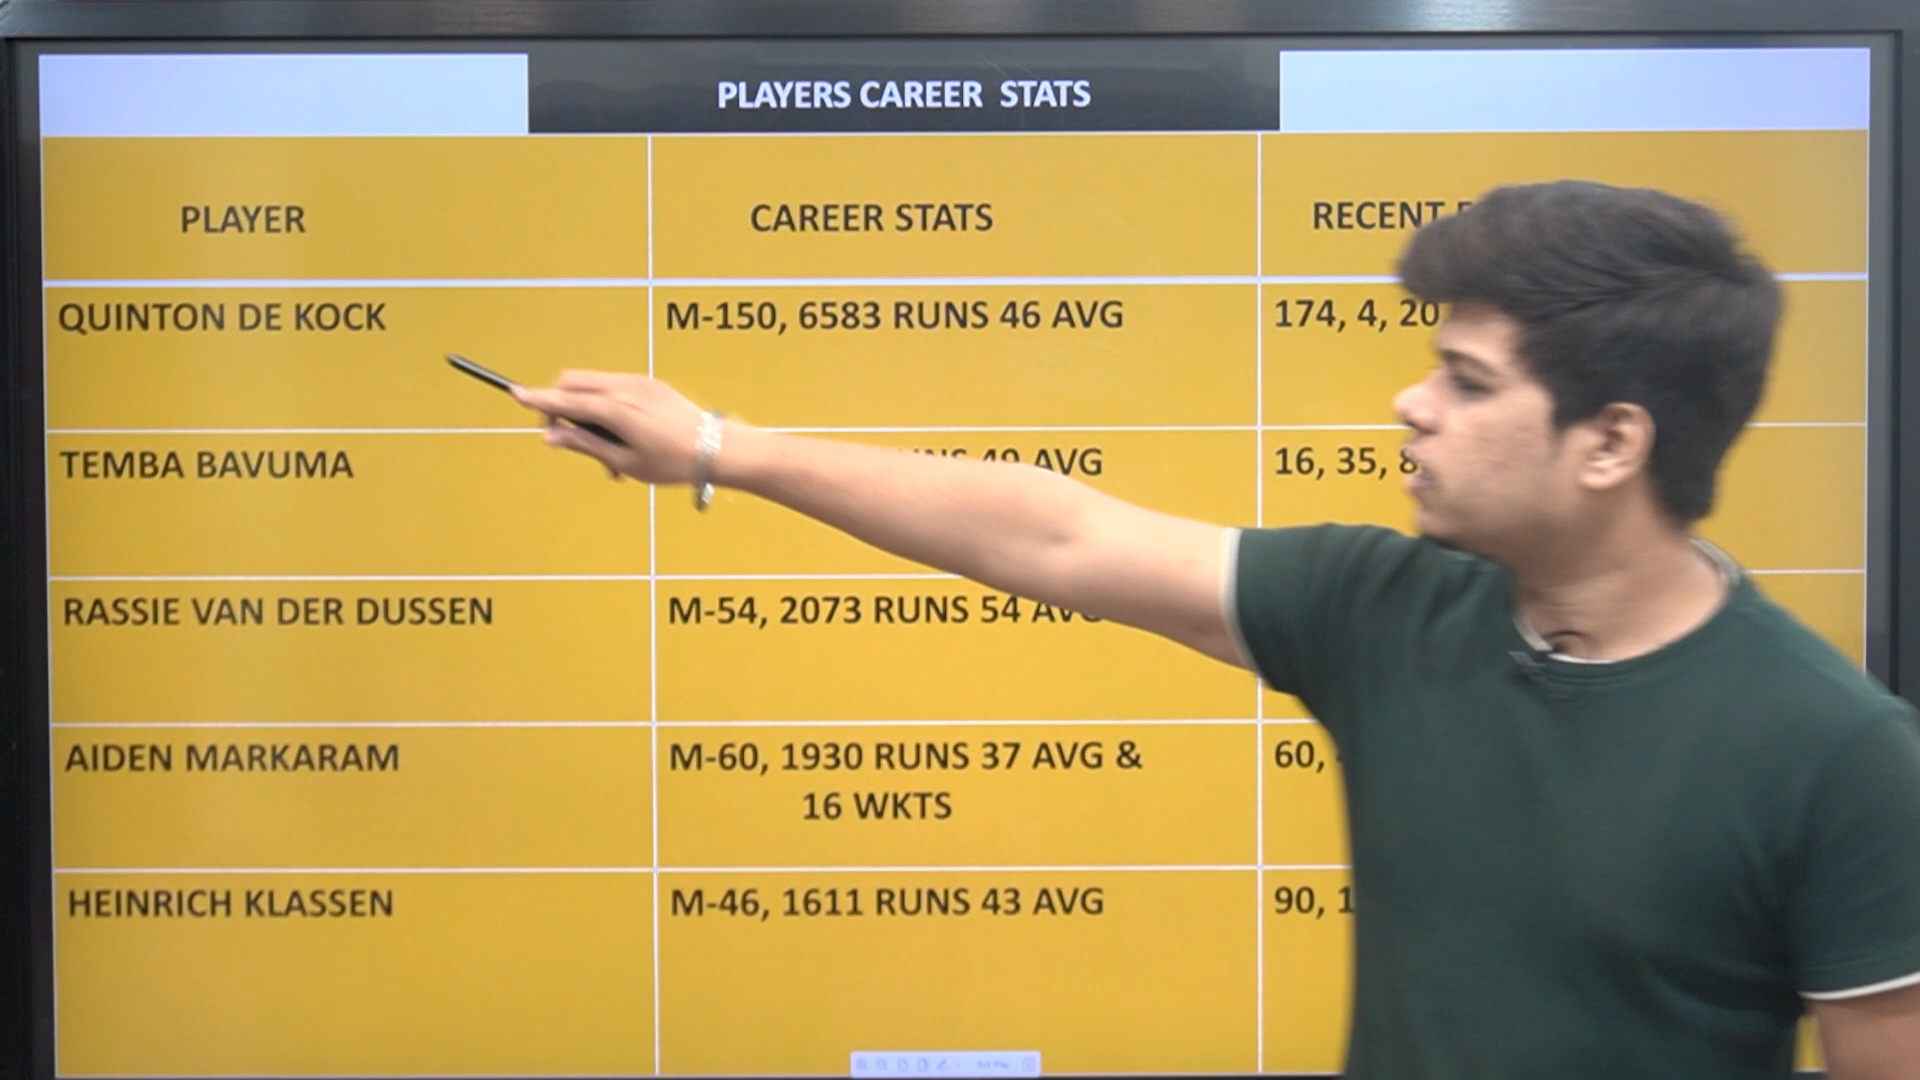 PLAYERS CAREER STATS
PLAYER CAREER STATS RECENT
QUINTON DE KOCK M-150, 6583 RUNS 46 AVG 174, 4, 20
TEMBA BAVUMA 49 AVG 16, 35,
RASSIE VAN DER DUSSEN M-54, 2073 RUNS 54 AVG
AIDEN MARKARAM M-60, 1930 RUNS 37 AVG & 60,
16 WKTS
HEINRICH KLASSEN M-46, 1611 RUNS 43 AVG 90,